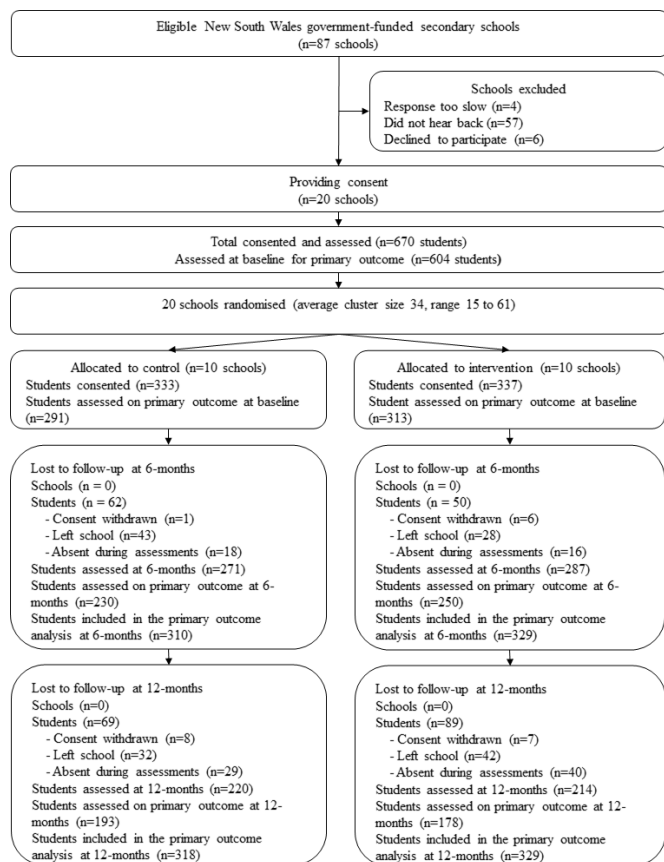 Eligible New South Wales government-funded secondary schools
(n=87 schools)
Schools excluded
Response too slow (n=4)
Did not hear back (n=57)
Declined to participate (n=6)
Providing consent
(n=20 schools)
Total consented and assessed (n=670 students)
Assessed at baseline for primary outcome (n=604 students)
20 schools randomised (average cluster size 34, range 15 to 61)
Allocated to control (n=10 schools)
Students consented (n=333)
Students assessed on primary outcome at baseline
(n=291)
Allocated to intervention (n=10 schools)
Students consented (n=337)
Student assessed on primary outcome at baseline
(n=313)
Lost to follow-up at 6-months
Schools (n = 0)
Students (n = 62)
- Consent withdrawn (n=1)
- Left school (n=43)
- Absent during assessments (n=18)
Students assessed at 6-months (n=271)
Students assessed on primary outcome at 6-
months (n=230)
Students included in the primary outcome
analysis at 6-months (n=310)
Lost to follow-up at 6-months
Schools (n = 0)
Students (n = 50)
- Consent withdrawn (n=6)
- Left school (n=28)
- Absent during assessments (n=16)
Students assessed at 6-months (n=287)
Students assessed on primary outcome at 6-
months (n=250)
Students included in the primary outcome
analysis at 6-months (n=329)
Lost to follow-up at 12-months
Schools (n=0)
Students (n=69)
- Consent withdrawn (n=8)
- Left school (n=32)
- Absent during assessments (n=29)
Students assessed at 12-months (n=220)
Students assessed on primary outcome at 12-
months (n=193)
Students included in the primary outcome
analysis at 12-months (n=318)
Lost to follow-up at 12-months
Schools (n=0)
Students (n=89)
- Consent withdrawn (n=7)
- Left school (n=42)
- Absent during assessments (n=40)
Students assessed at 12-months (n=214)
Students assessed on primary outcome at 12-
months (n=178)
Students included in the primary outcome
analysis at 12-months (n=329)